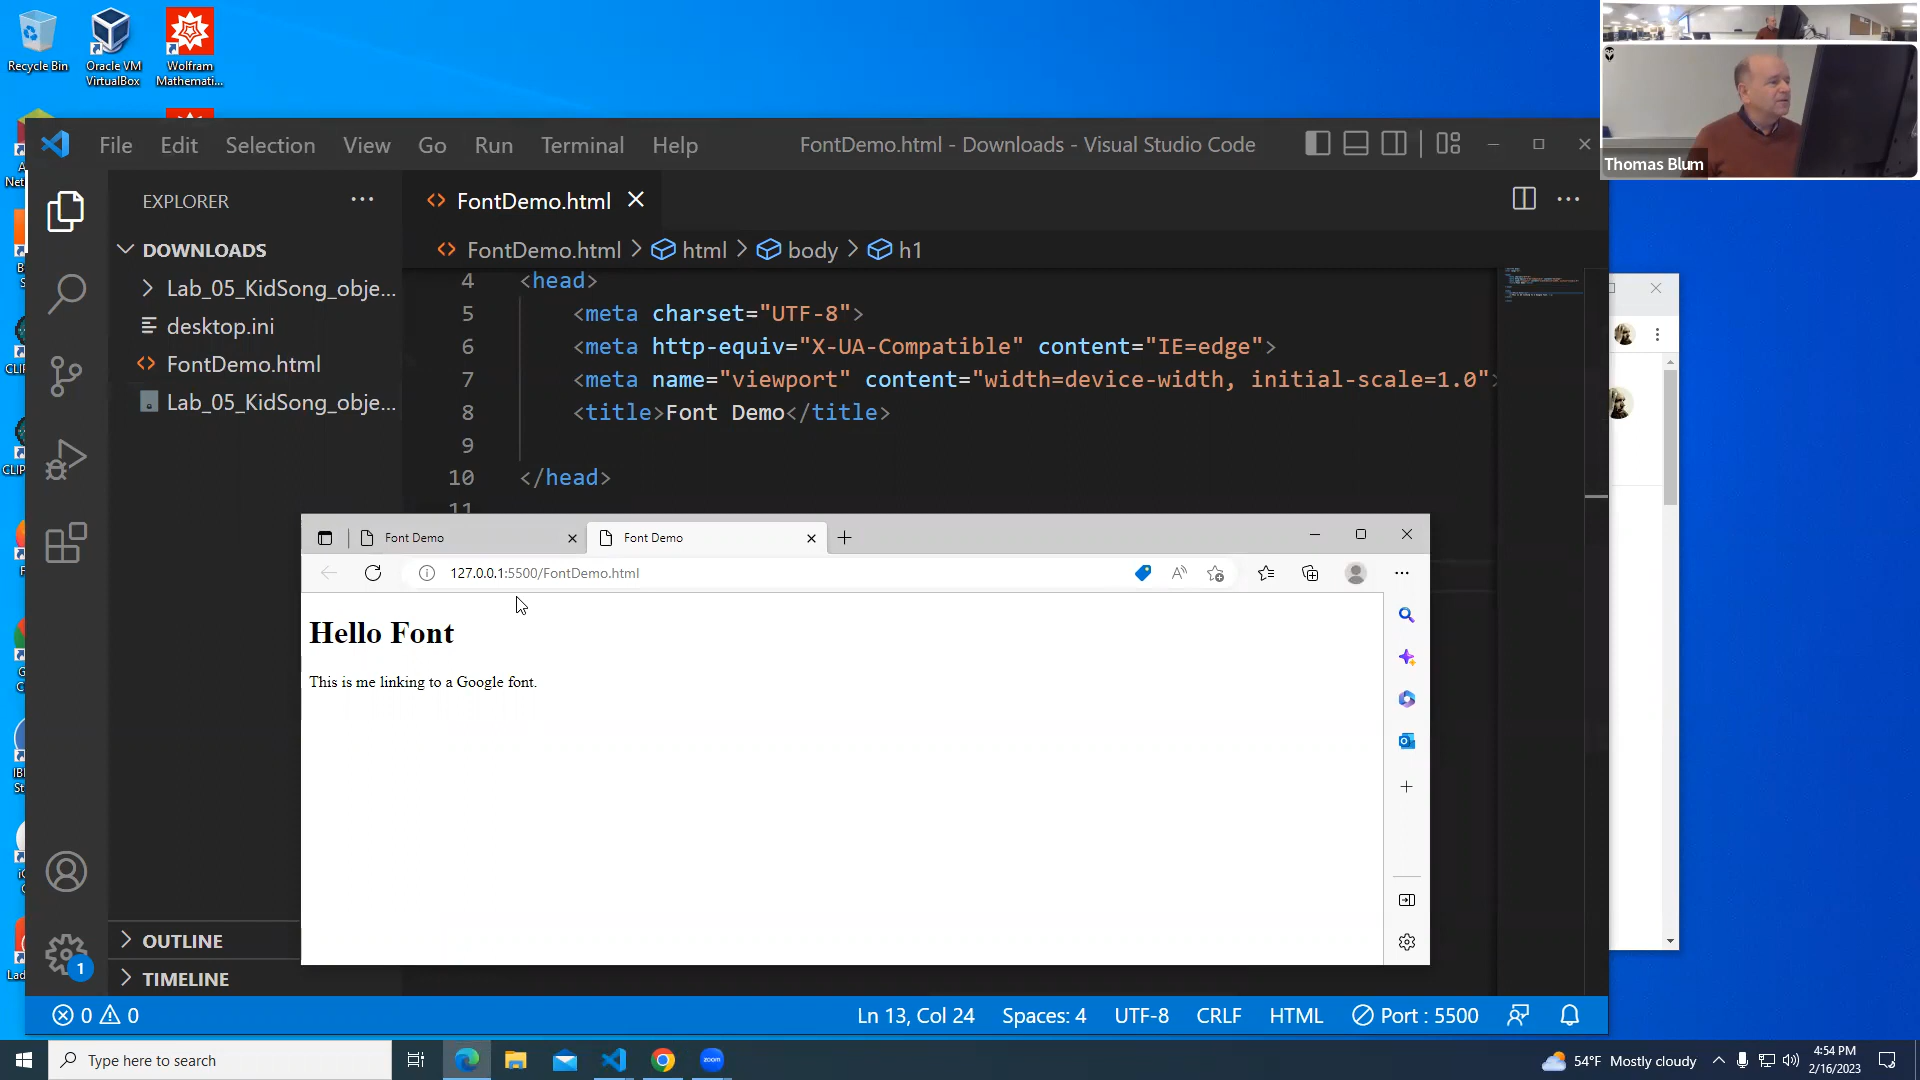 Recycle Bin
Oracle VM
VirtualBox
Wolfram
Mathemati...
Thomas Blum
File Edit Selection View Go Run Terminal Help
FontDemo.html - Downloads - Visual Studio Code
EXPLORER
DOWNLOADS
Lab_05_KidSong_obje...
desktop.ini
FontDemo.html
Lab_05_KidSong_obje...
OUTLINE
TIMELINE
FontDemo.html
FontDemo.html > html > body > h1
4 <head>
5 <meta charset="UTF-8">
6 <meta http-equiv="X-UA-Compatible" content="IE=edge">
7 <meta name="viewport" content="width=device-width, initial-scale=1.0">
8 <title>Font Demo</title>
9
10 </head>
11
Font Demo
Font Demo
127.0.0.1:5500/FontDemo.html
Hello Font
This is me linking to a Google font.
1
0 0
Ln 13, Col 24 Spaces: 4 UTF-8 CRLF HTML Port : 5500
Type here to search
zoom
54°F Mostly cloudy
4:54 PM
2/16/2023